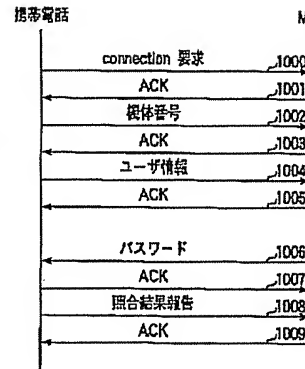 携帯電話
M
connection 要求
1000
ACK
1001
機体番号
1002
ACK
1003
ユーザ情報
1004
ACK
1005
パスワード
1006
ACK
1007
照合結果報告
1008
ACK
1009